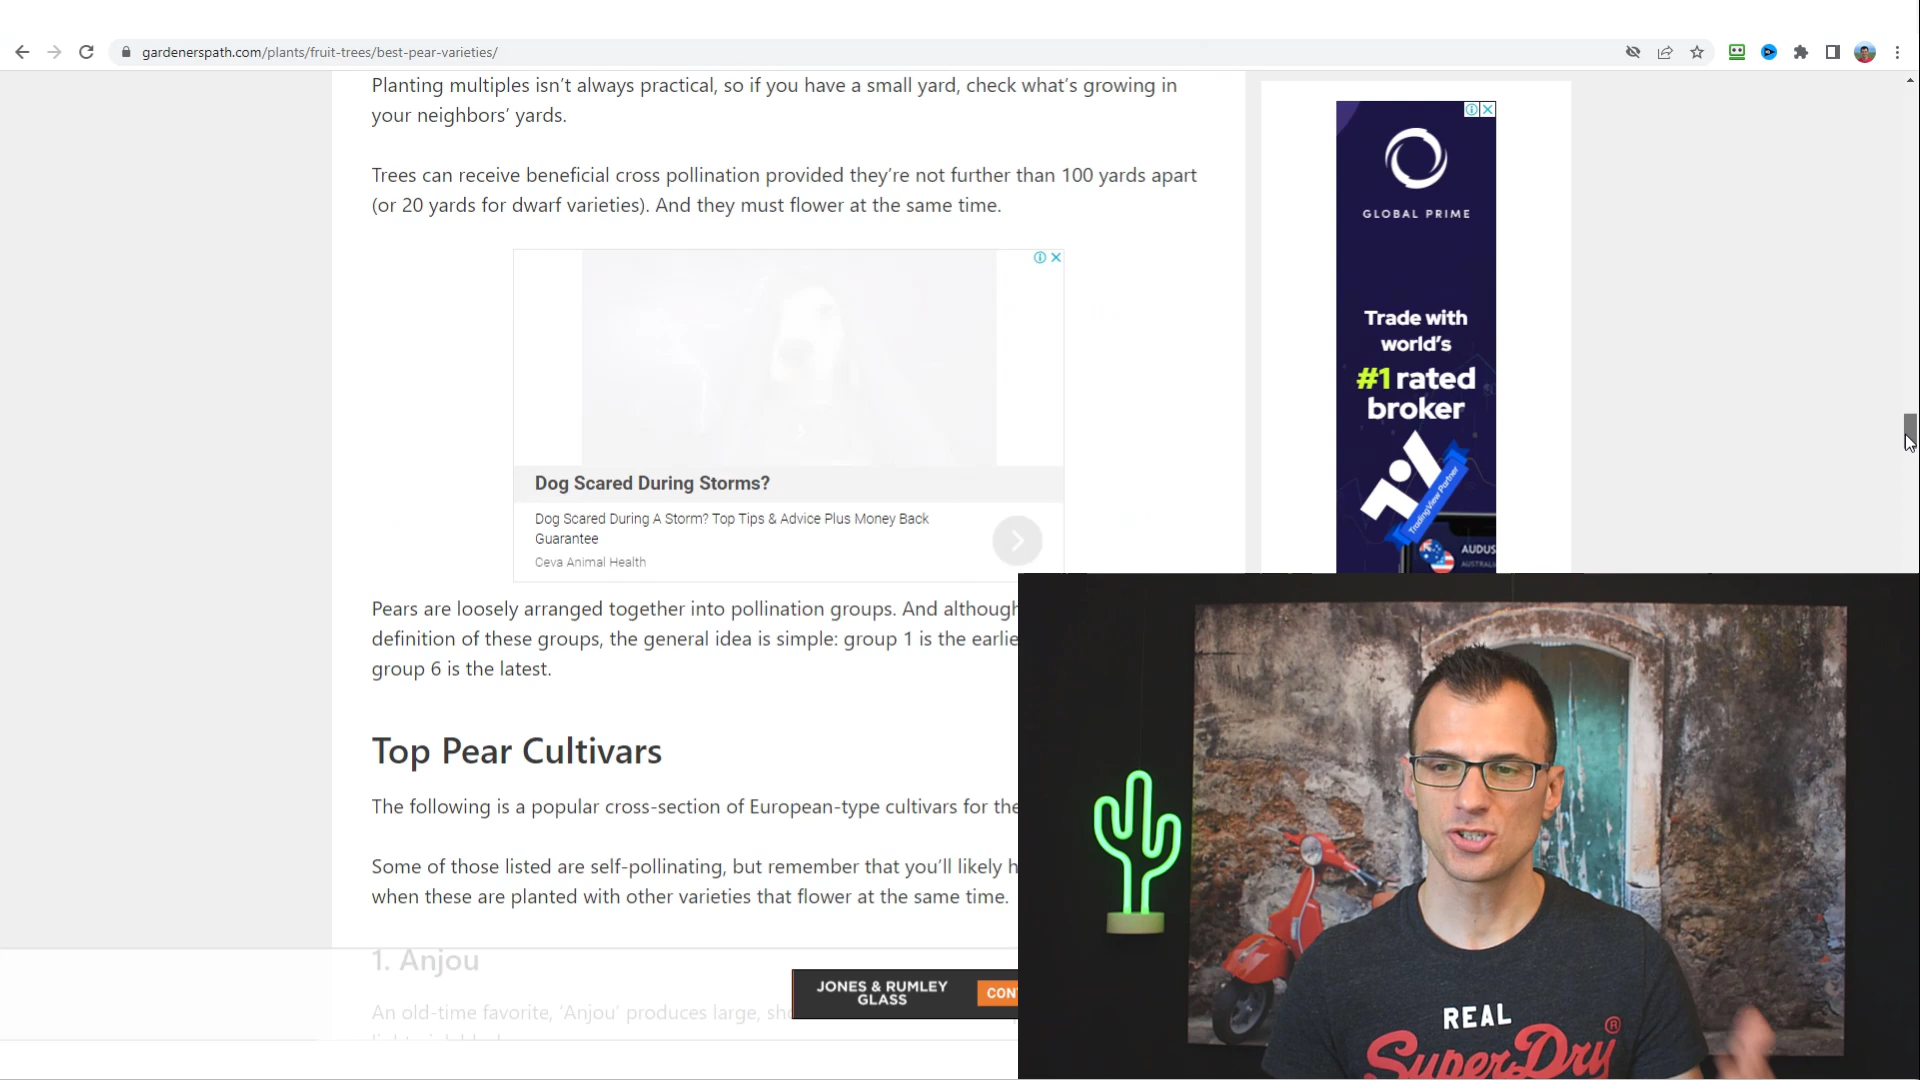 gardenerspath.com/plants/fruit-trees/best-pear-varieties/
Planting multiples isn't always practical, so if you have a small yard, check what's growing in
your neighbors' yards.
Trees can receive beneficial cross pollination provided they're not further than 100 yards apart
(or 20 yards for dwarf varieties). And they must flower at the same time.
Dog Scared During Storms?
Dog Scared During A Storm? Top Tips & Advice Plus Money Back
Guarantee
Ceva Animal Health
Pears are loosely arranged together into pollination groups. And although
definition of these groups, the general idea is simple: group 1 is the earlie
group 6 is the latest.
Top Pear Cultivars
The following is a popular cross-section of European-type cultivars for the
Some of those listed are self-pollinating, but remember that you'll likely h
when these are planted with other varieties that flower at the same time.
1. Anjou
An old-time favorite, 'Anjou' produces large, sh
JONES & RUMLEY
GLASS
CON
GLOBAL PRIME
Trade with
world's
#1 rated
broker
TradingView Partner
AUDUS
AUSTRALI
REAL
SuperDry®